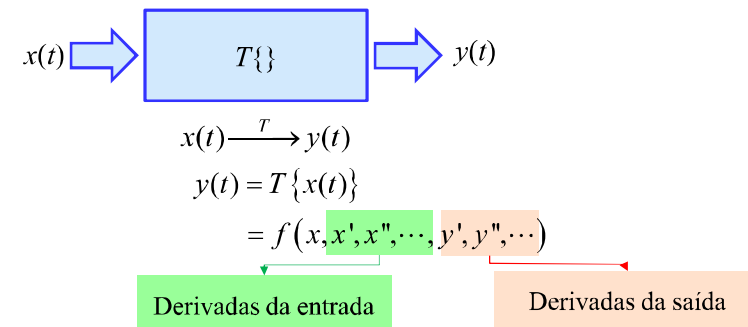 x(t) T{} y(t)
x(t) —T→ y(t)
y(t) = T{x(t)}
= f(x, x', x'', ⋯, y', y'', ⋯)
Derivadas da entrada Derivadas da saída